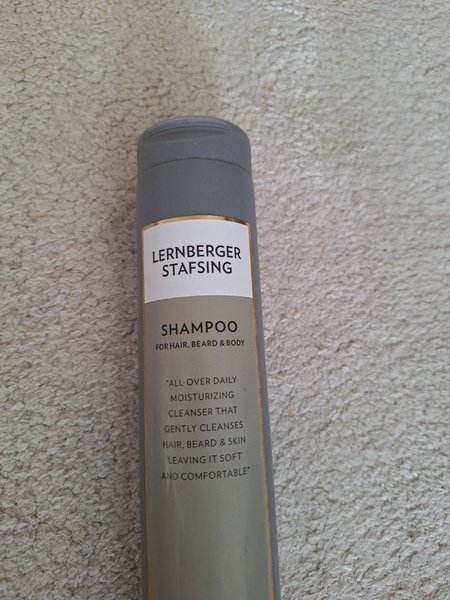 LERNBERGER
STAFSING
SHAMPOO
FOR HAIR, BEARD & BODY
"ALL-OVER DAILY
MOISTURIZING
CLEANSER THAT
GENTLY CLEANSES
HAIR, BEARD & SKIN
LEAVING IT SOFT
AND COMFORTABLE"